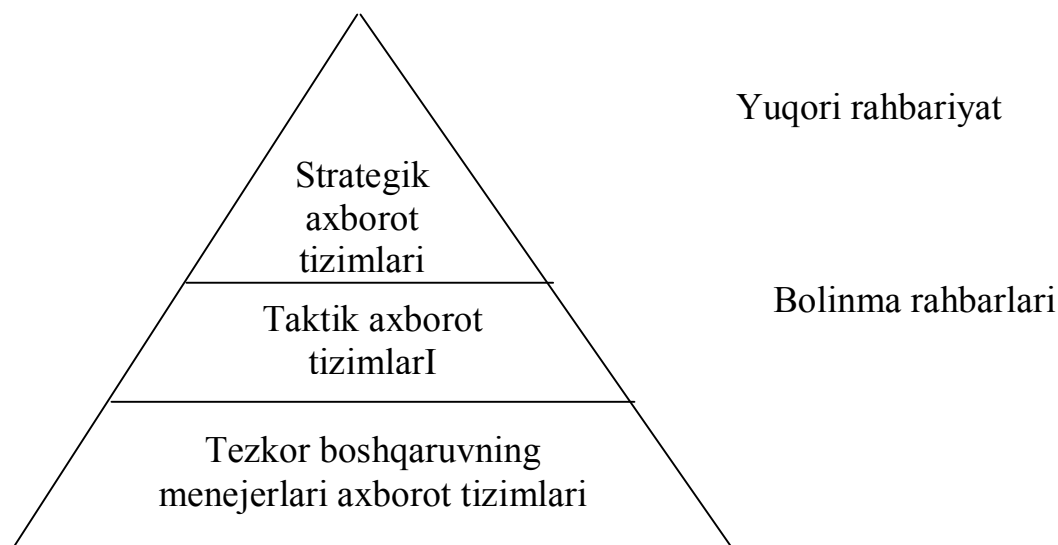 Yuqori rahbariyat
Strategik
axborot
tizimlari
Bolinma rahbarlari
Taktik axborot
tizimlarI
Tezkor boshqaruvning
menejerlari axborot tizimlari